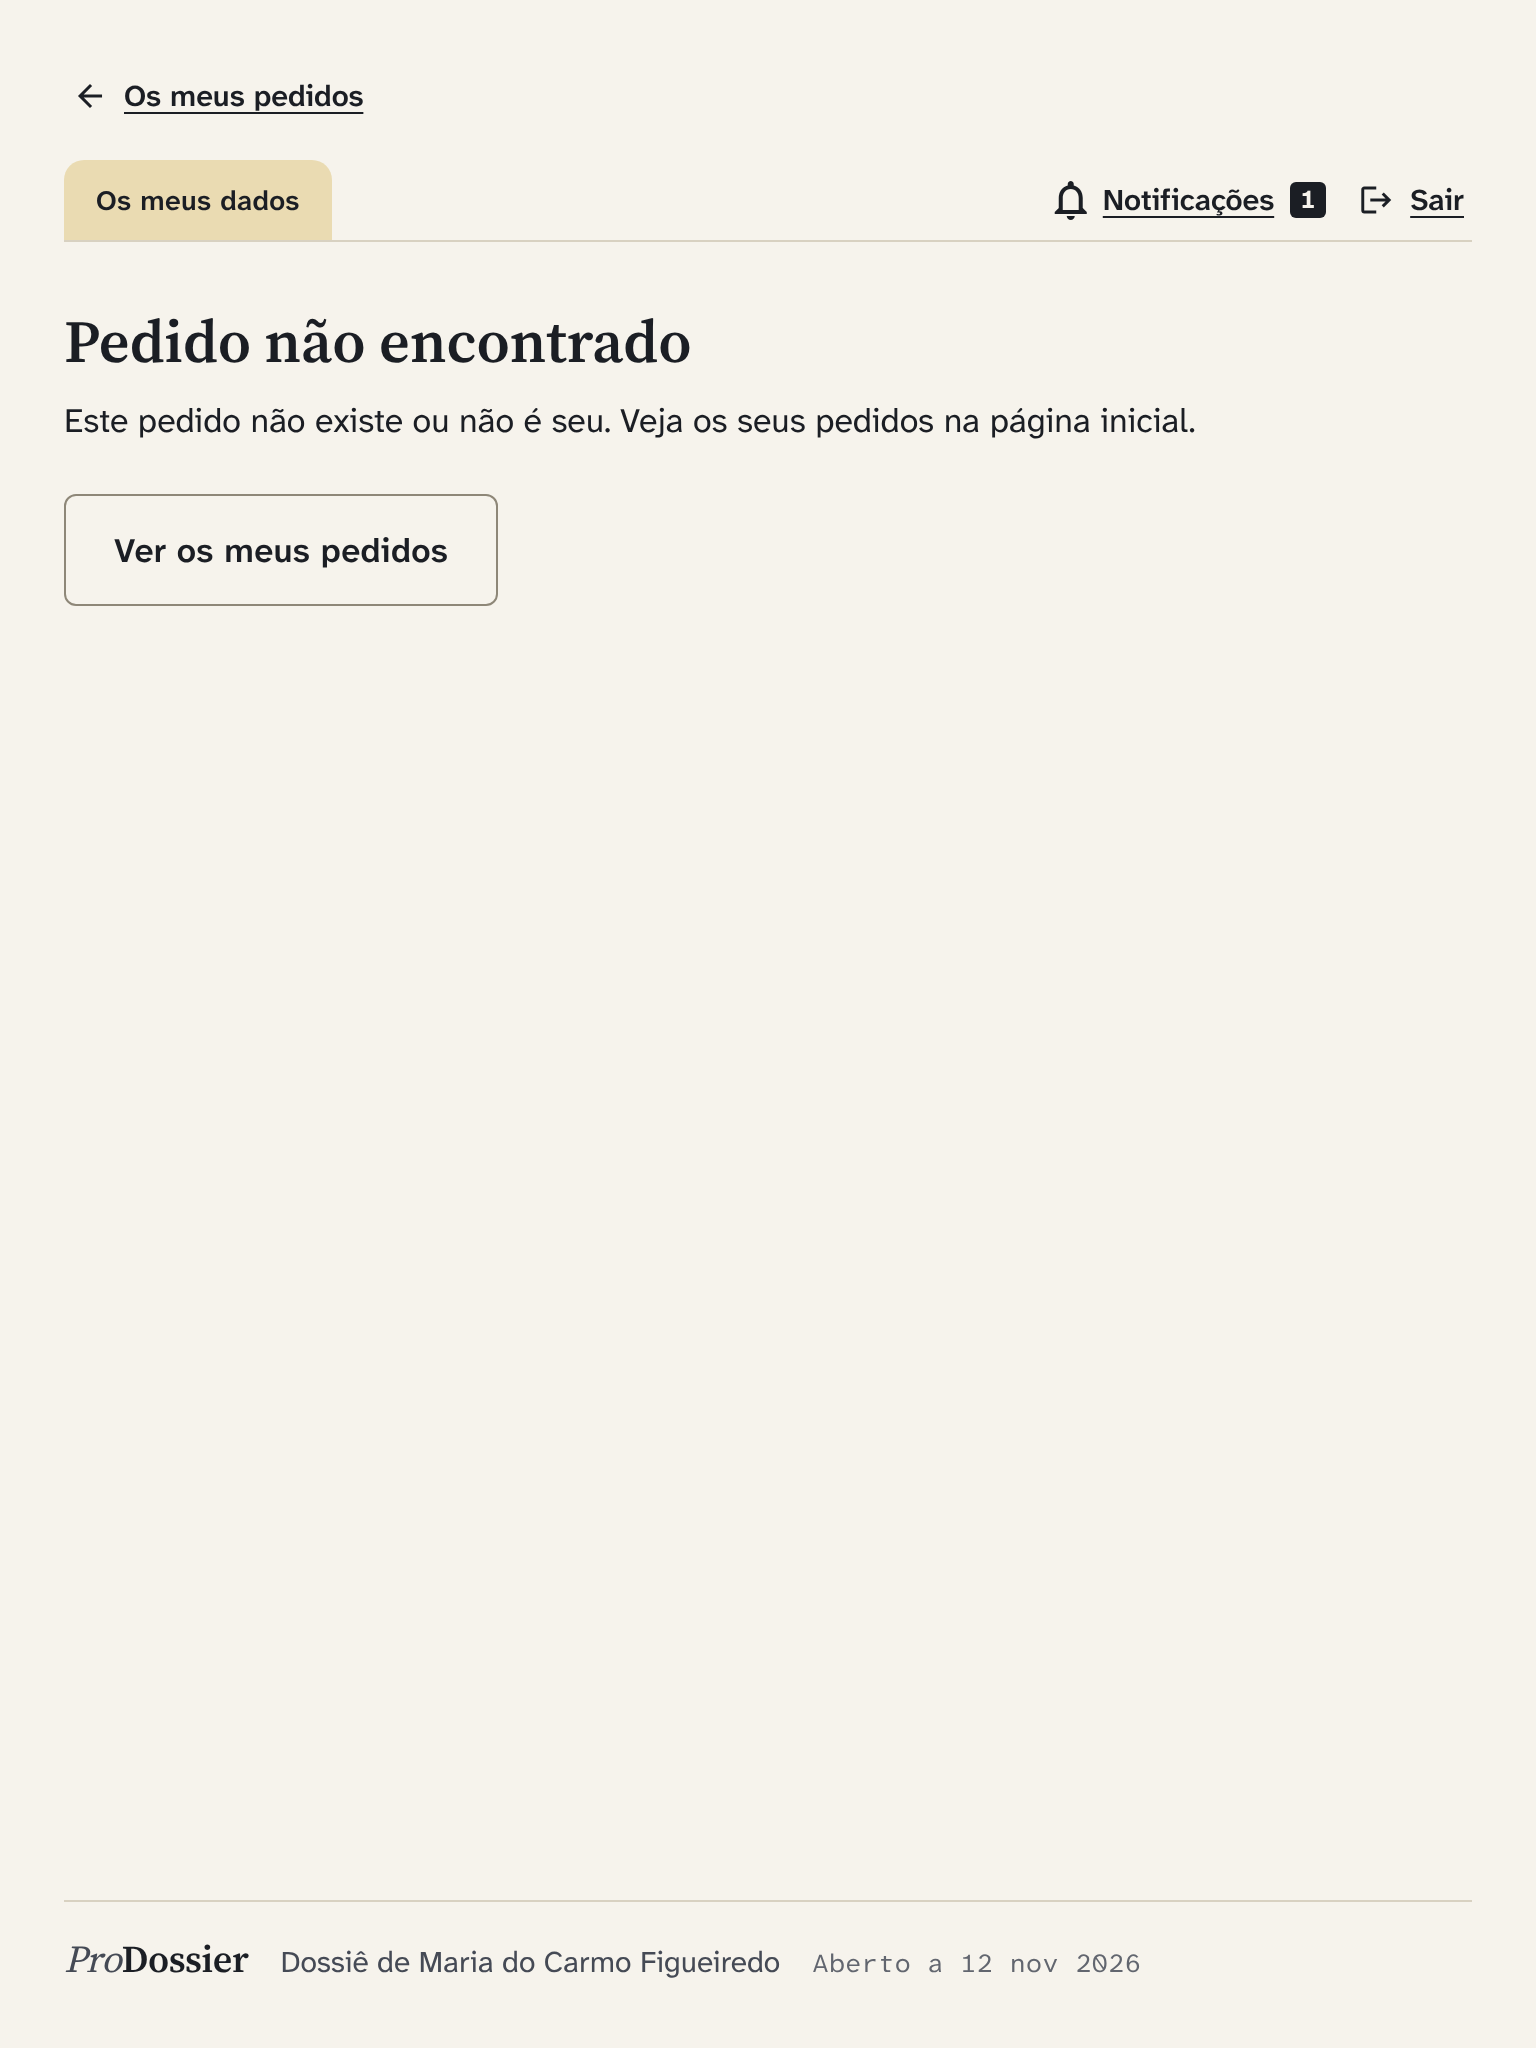 Os meus pedidos
Os meus dados
Notificações 1 Sair
Pedido não encontrado
Este pedido não existe ou não é seu. Veja os seus pedidos na página inicial.
Ver os meus pedidos
ProDossier Dossiê de Maria do Carmo Figueiredo Aberto a 12 nov 2026